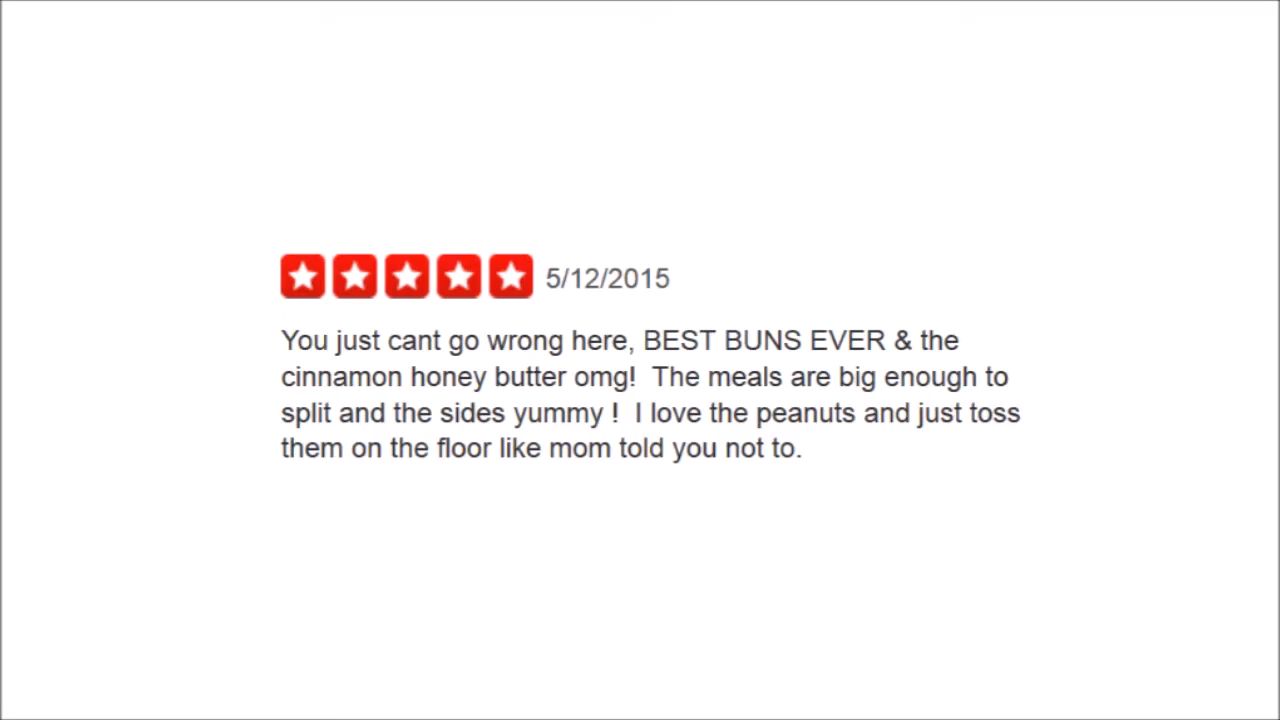 5/12/2015
You just cant go wrong here, BEST BUNS EVER & the
cinnamon honey butter omg!  The meals are big enough to
split and the sides yummy !  I love the peanuts and just toss
them on the floor like mom told you not to.